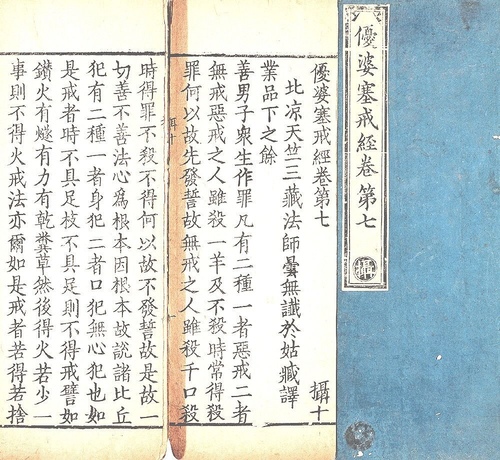 優婆塞戒經卷第七
優婆塞戒經卷第七　攝十
北凉天竺三藏法師曇無讖於姑臧譯
業品下之餘
善男子衆生作罪凡有二種一者惡戒二者
無戒惡戒之人雖殺一羊及不殺時常得殺
罪何以故先發誓故無戒之人雖殺千口殺
時得罪不殺不得何以故不發誓故是故一
切善不善法心爲根本因根本故說諸比丘
犯有二種一者身犯二者口犯無心犯也如
是戒者時不具足枝不具足則不得戒譬如
鑽火有燧有力有乾糞草然後得火若少一
事則不得火戒法亦爾如是戒者若得若捨